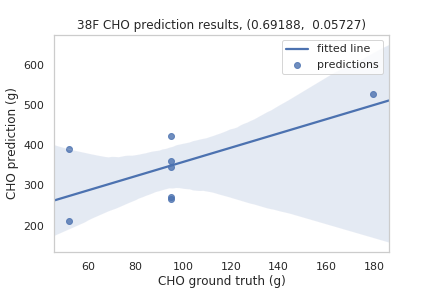 38F CHO prediction results, (0.69188,  0.05727)
fitted line
predictions
CHO prediction (g)
600
500
400
300
200
60
80
100
120
140
160
180
CHO ground truth (g)